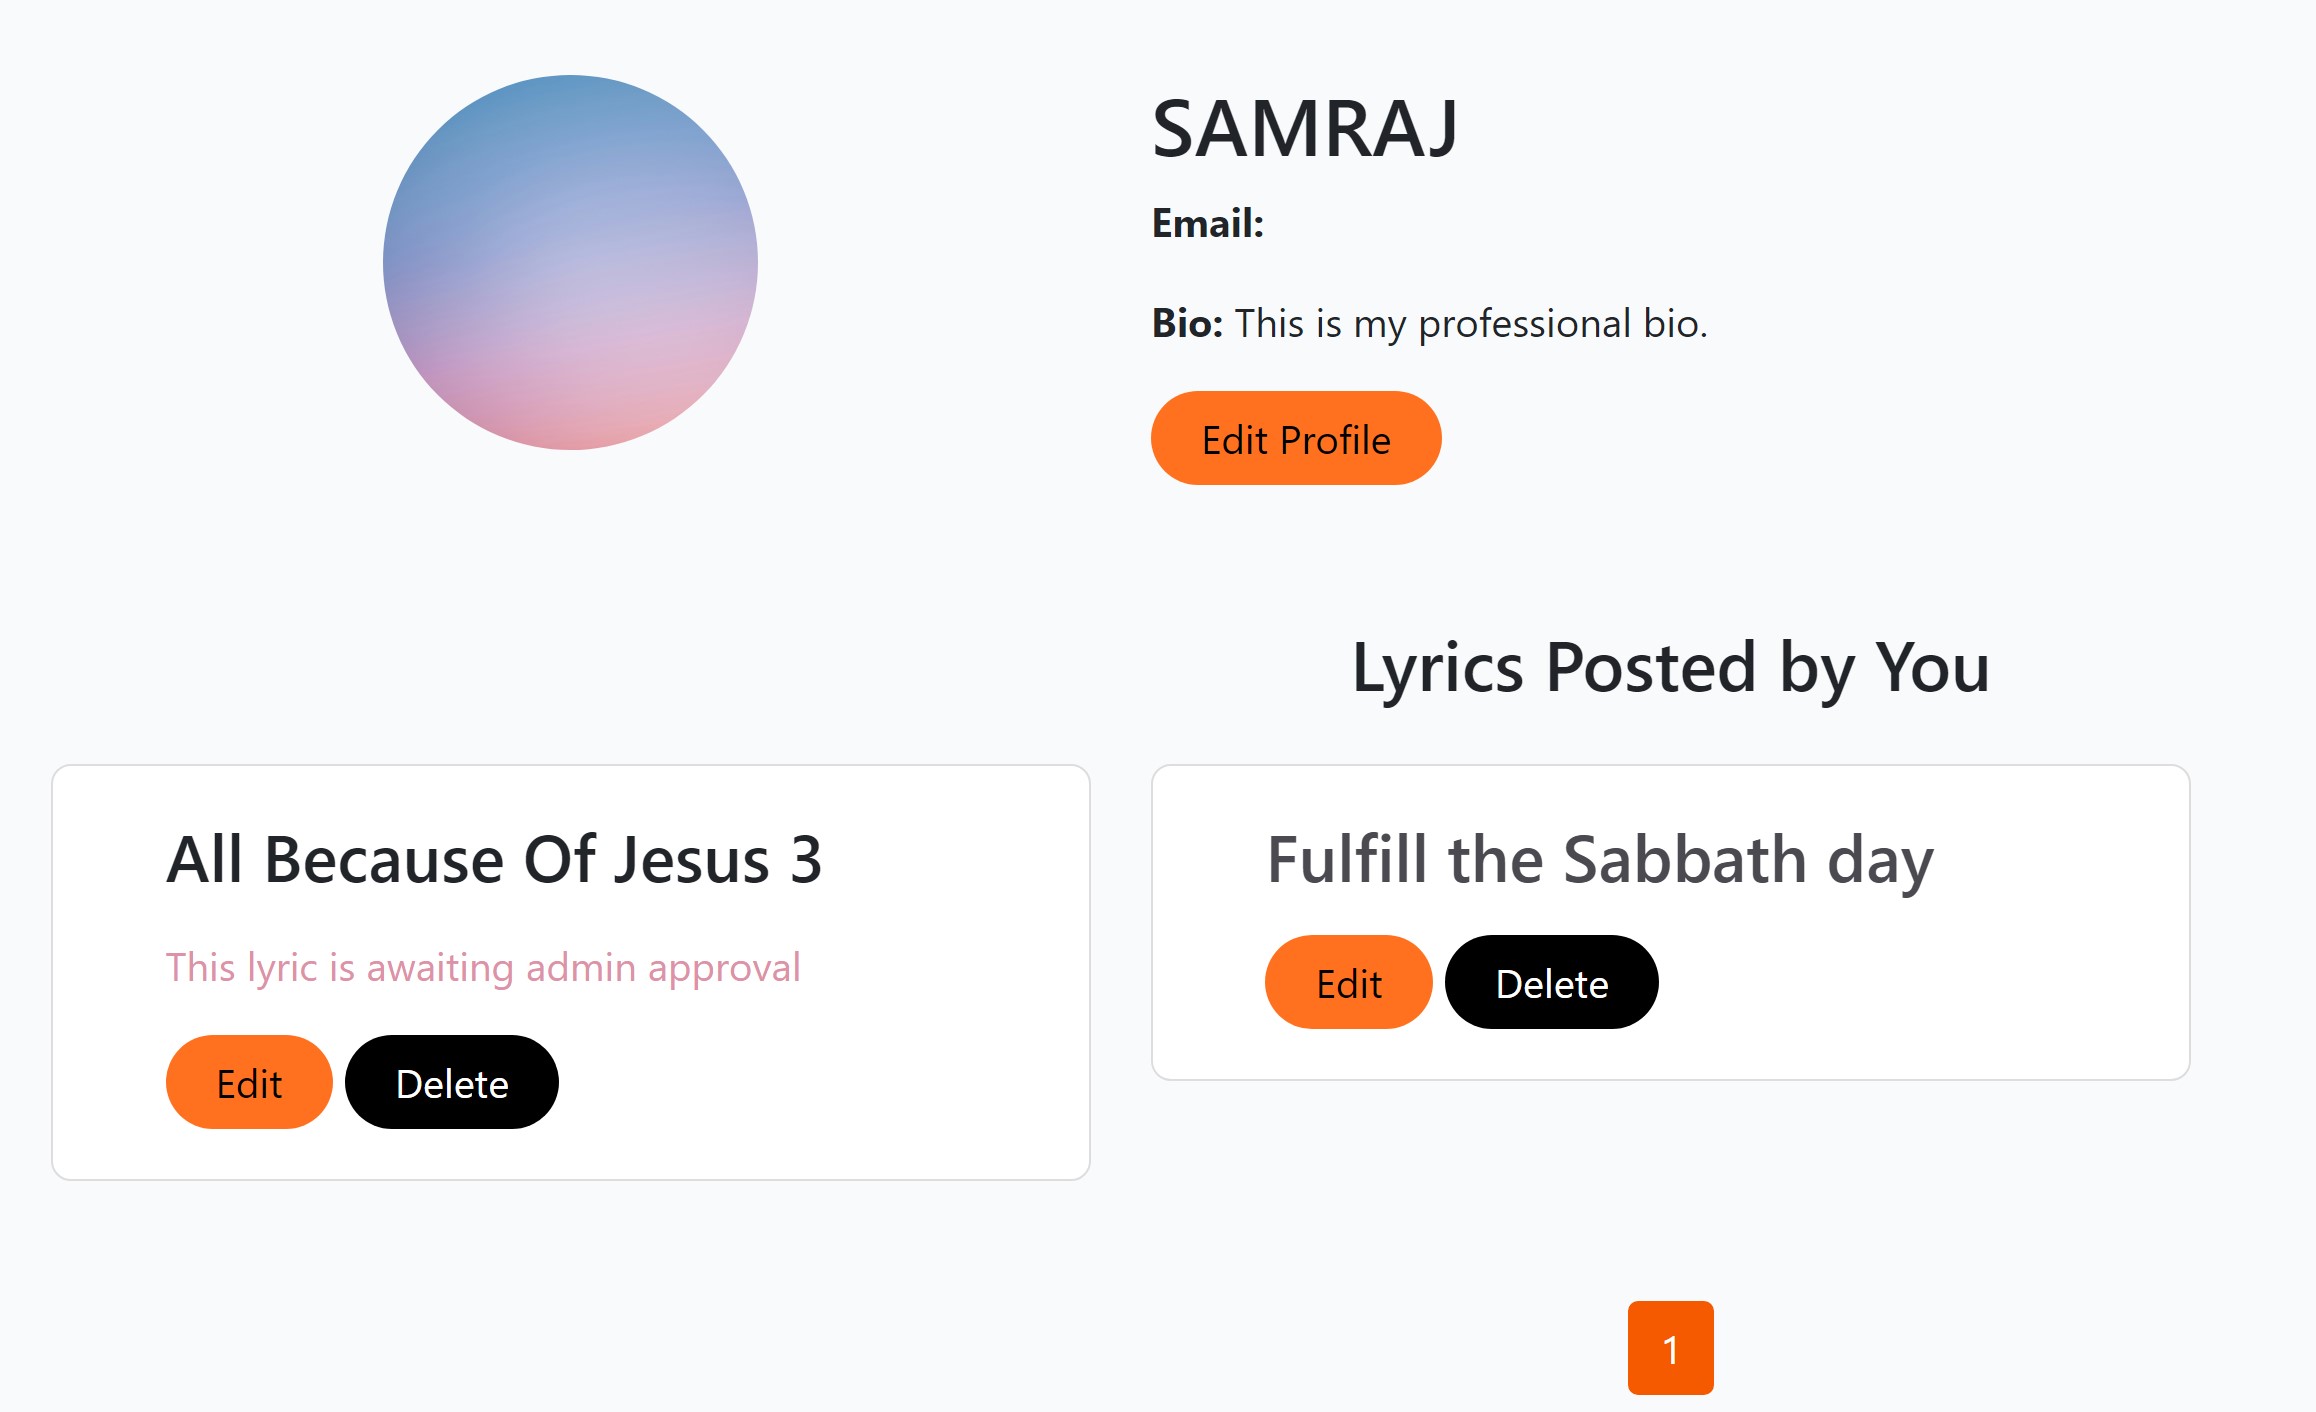 SAMRAJ
Email:
Bio: This is my professional bio.
Edit Profile
Lyrics Posted by You
All Because Of Jesus 3
This lyric is awaiting admin approval
Edit Delete
Fulfill the Sabbath day
Edit Delete
1